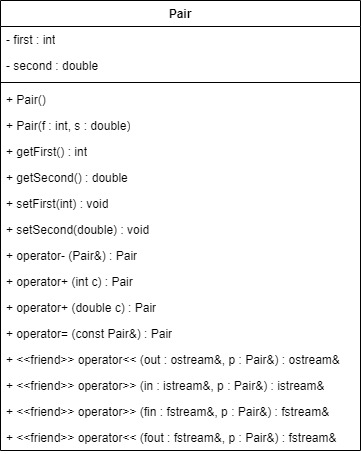 Pair
- first : int
- second : double
+ Pair()
+ Pair(f : int, s : double)
+ getFirst() : int
+ getSecond() : double
+ setFirst(int) : void
+ setSecond(double) : void
+ operator- (Pair&) : Pair
+ operator+ (int c) : Pair
+ operator+ (double c) : Pair
+ operator= (const Pair&) : Pair
+ <<friend>> operator<< (out : ostream&, p : Pair&) : ostream&
+ <<friend>> operator>> (in : istream&, p : Pair&) : istream&
+ <<friend>> operator>> (fin : fstream&, p : Pair&) : fstream&
+ <<friend>> operator<< (fout : fstream&, p : Pair&) : fstream&